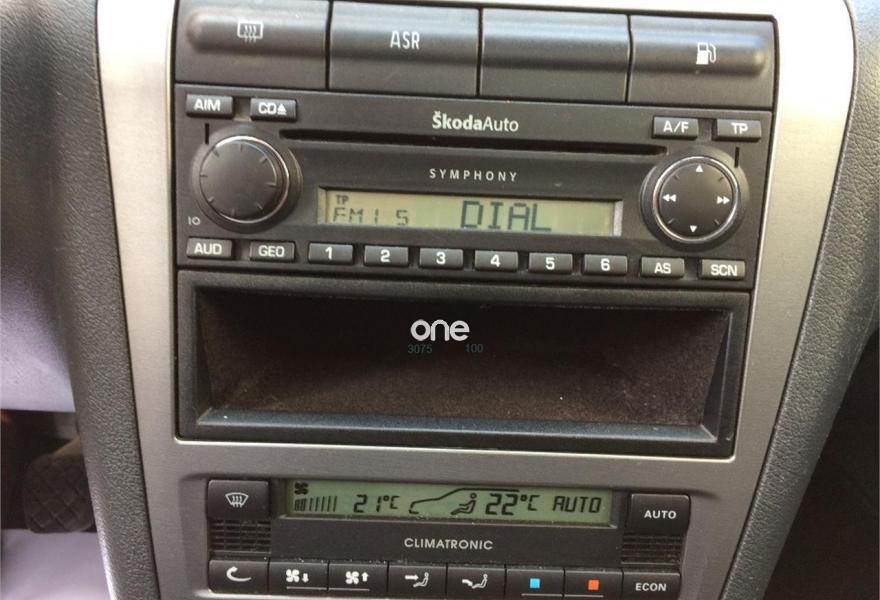 ASR
AIM CD
ŠkodaAuto
A/F TP
SYMPHONY
TP
FM1 5 DIAL
10
AUD GEO 1 2 3 4 5 6 AS SCN
one
3075 100
21°C 22°C AUTO
AUTO
CLIMATRONIC
ECON